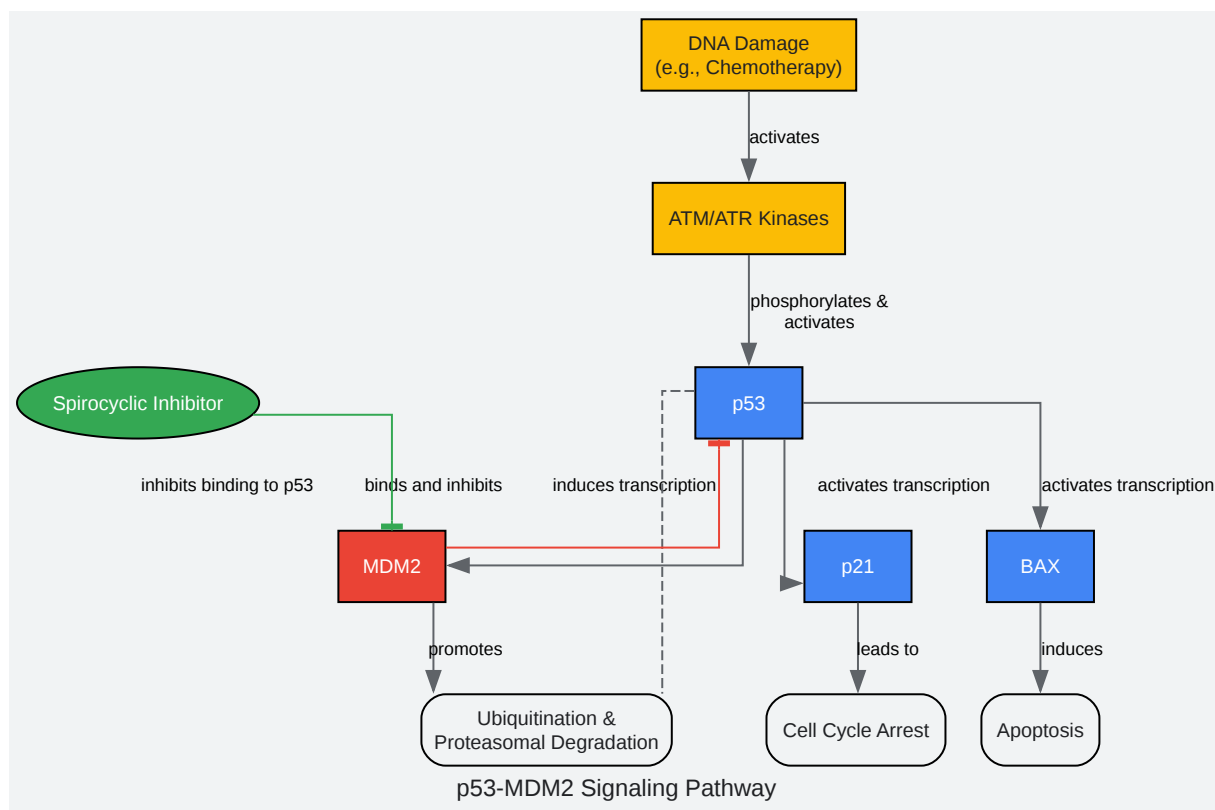 DNA Damage
(e.g., Chemotherapy)
activates
ATM/ATR Kinases
phosphorylates &
activates
Spirocyclic Inhibitor
p53
inhibits binding to p53
binds and inhibits
induces transcription
activates transcription
activates transcription
MDM2
p21
BAX
promotes
leads to
induces
Ubiquitination &
Proteasomal Degradation
Cell Cycle Arrest
Apoptosis
p53-MDM2 Signaling Pathway